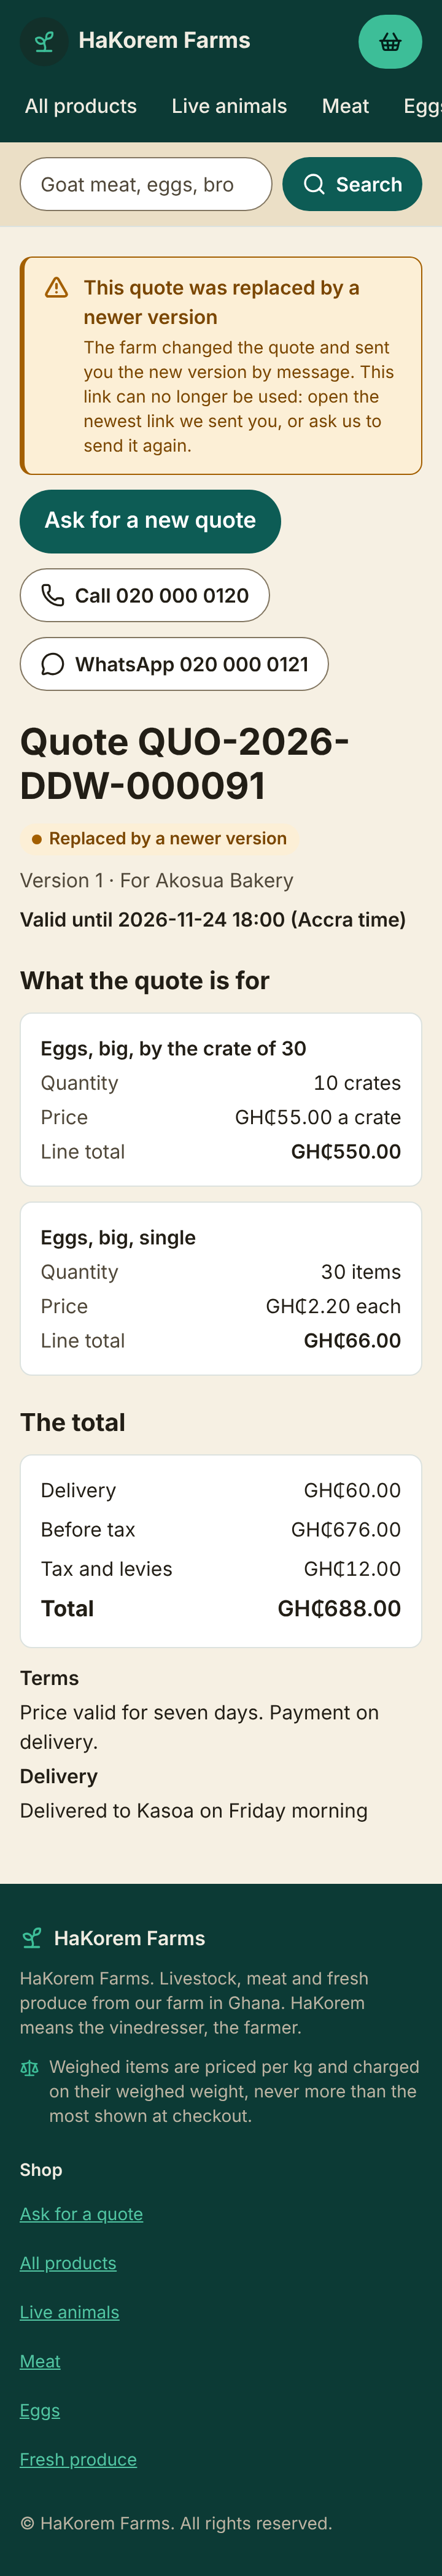 HaKorem Farms
All products Live animals Meat Eggs
Goat meat, eggs, bro
Search
This quote was replaced by a
newer version
The farm changed the quote and sent
you the new version by message. This
link can no longer be used: open the
newest link we sent you, or ask us to
send it again.
Ask for a new quote
Call 020 000 0120
WhatsApp 020 000 0121
Quote QUO-2026-
DDW-000091
Replaced by a newer version
Version 1 · For Akosua Bakery
Valid until 2026-11-24 18:00 (Accra time)
What the quote is for
Eggs, big, by the crate of 30
Quantity 10 crates
Price GH₵55.00 a crate
Line total GH₵550.00
Eggs, big, single
Quantity 30 items
Price GH₵2.20 each
Line total GH₵66.00
The total
Delivery GH₵60.00
Before tax GH₵676.00
Tax and levies GH₵12.00
Total GH₵688.00
Terms
Price valid for seven days. Payment on
delivery.
Delivery
Delivered to Kasoa on Friday morning
HaKorem Farms
HaKorem Farms. Livestock, meat and fresh
produce from our farm in Ghana. HaKorem
means the vinedresser, the farmer.
Weighed items are priced per kg and charged
on their weighed weight, never more than the
most shown at checkout.
Shop
Ask for a quote
All products
Live animals
Meat
Eggs
Fresh produce
© HaKorem Farms. All rights reserved.